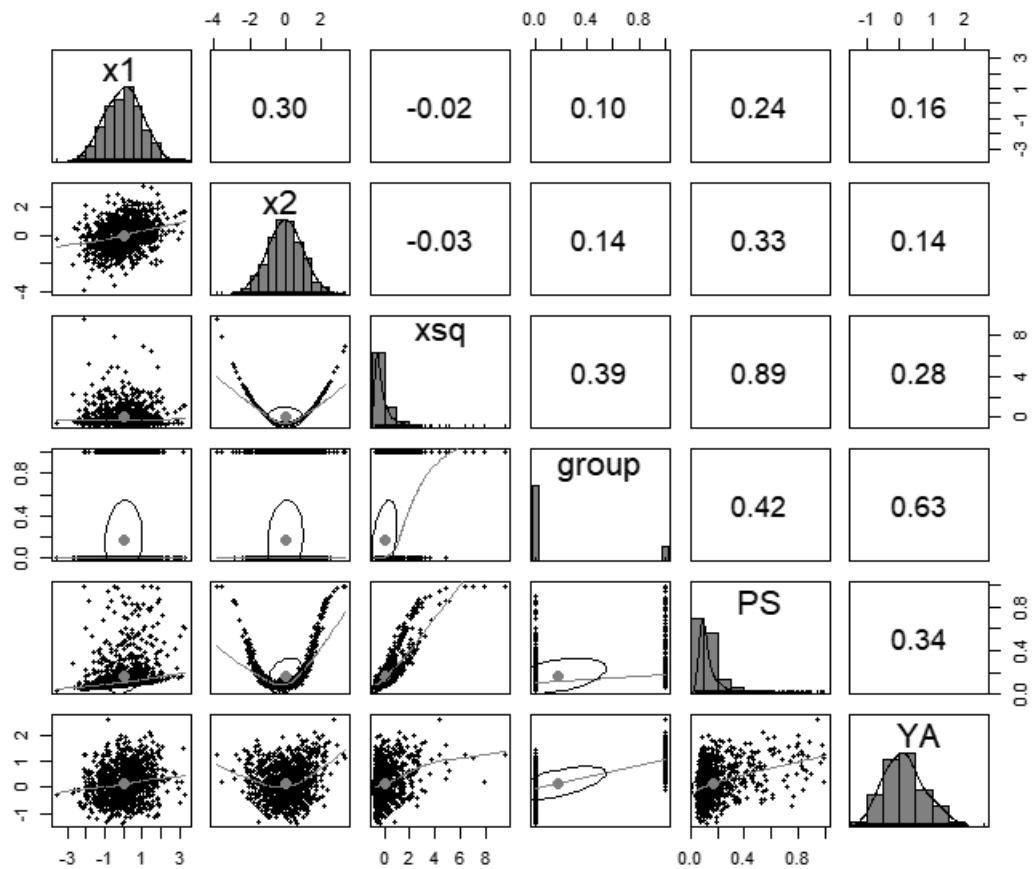 -4 -2 0 2 0.0 0.4 0.8 -1 0 1 2
x1 0.30 -0.02 0.10 0.24 0.16 -3 -1 1 3
-4 0 2 x2 -0.03 0.14 0.33 0.14
xsq 0.39 0.89 0.28 0 4 8
0.0 0.4 0.8 group 0.42 0.63
PS 0.34 0.0 0.4 0.8
-1 0 1 2 YA
-3 -1 1 3 0 2 4 6 8 0.0 0.4 0.8